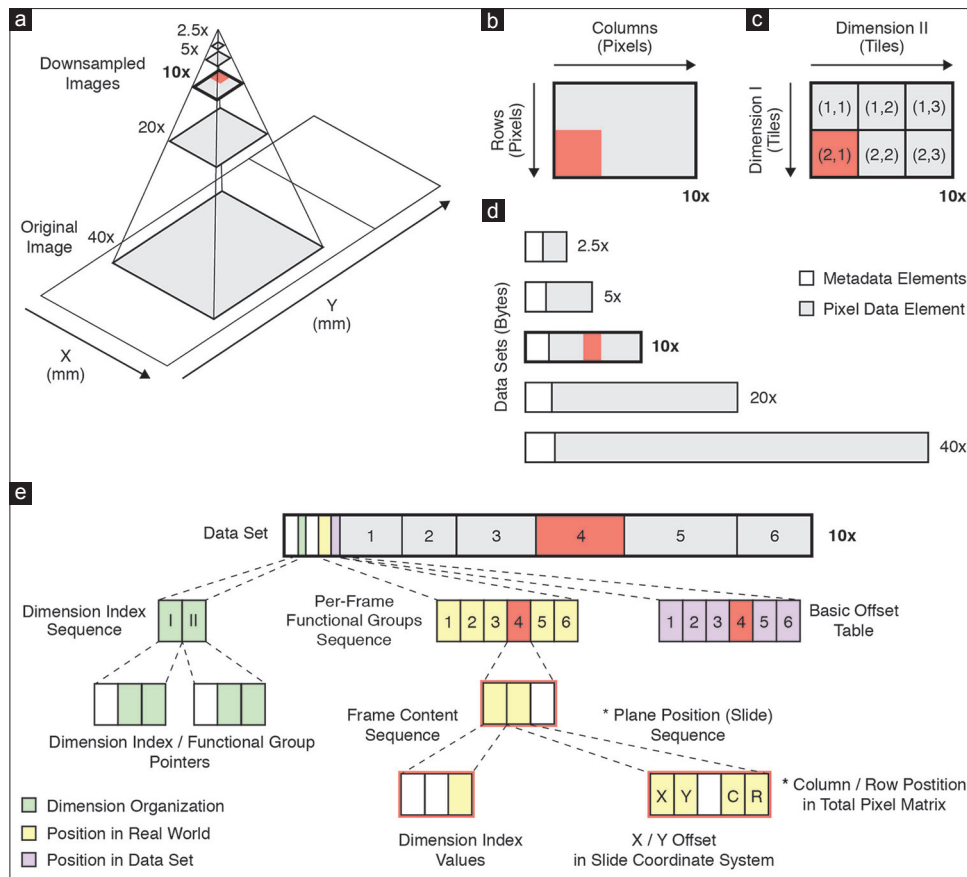 a
2.5x
5x
Downsampled
Images
10x
20x
Original
Image
40x
X
(mm)
Y
(mm)
b
Columns
(Pixels)
Rows
(Pixels)
10x
c
Dimension II
(Tiles)
Dimension I
(Tiles)
(1,1) (1,2) (1,3)
(2,1) (2,2) (2,3)
10x
d
Data Sets (Bytes)
2.5x
5x
10x
20x
40x
Metadata Elements
Pixel Data Element
e
Data Set
1 2 3 4 5 6
10x
Dimension Index
Sequence
I II
Per-Frame
Functional Groups
Sequence
1 2 3 4 5 6
1 2 3 4 5 6
Basic Offset
Table
Dimension Index / Functional Group
Pointers
Frame Content
Sequence
* Plane Position (Slide)
Sequence
X Y C R
* Column / Row Postition
in Total Pixel Matrix
Dimension Index
Values
X / Y Offset
in Slide Coordinate System
Dimension Organization
Position in Real World
Position in Data Set